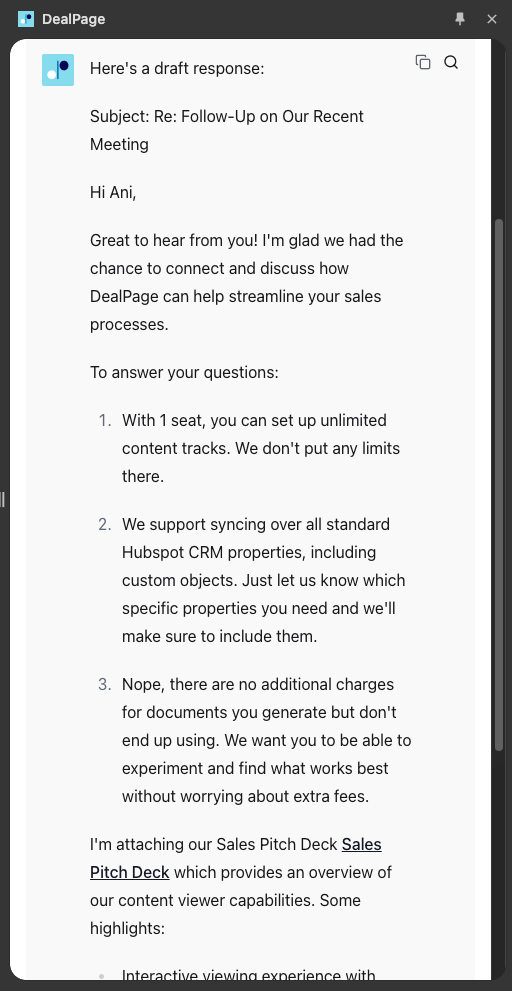 DealPage
Here's a draft response:
Subject: Re: Follow-Up on Our Recent
Meeting
Hi Ani,
Great to hear from you! I'm glad we had the
chance to connect and discuss how
DealPage can help streamline your sales
processes.
To answer your questions:
1. With 1 seat, you can set up unlimited
content tracks. We don't put any limits
there.
2. We support syncing over all standard
Hubspot CRM properties, including
custom objects. Just let us know which
specific properties you need and we'll
make sure to include them.
3. Nope, there are no additional charges
for documents you generate but don't
end up using. We want you to be able to
experiment and find what works best
without worrying about extra fees.
I'm attaching our Sales Pitch Deck Sales
Pitch Deck which provides an overview of
our content viewer capabilities. Some
highlights:
• Interactive viewing experience with